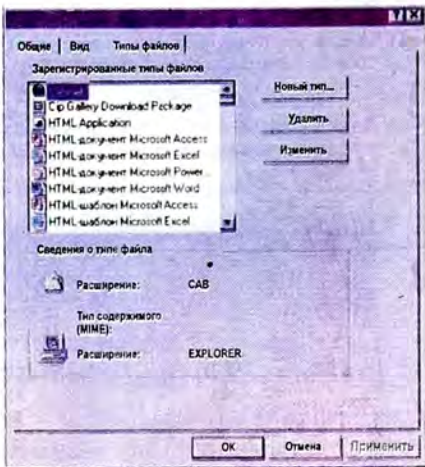 Общие Вид Типы файлов
Зарегистрированные типы файлов
Clip Gallery Download Package
HTML Application
HTML-документ Microsoft Access
HTML-документ Microsoft Excel
HTML-документ Microsoft Power...
HTML-документ Microsoft Word
HTML-шаблон Microsoft Access
HTML-шаблон Microsoft Excel
Новый тип...
Удалить
Изменить
Сведения о типе файла
Расширение: CAB
Тип содержимого
(MIME):
Расширение: EXPLORER
OK Отмена Применить